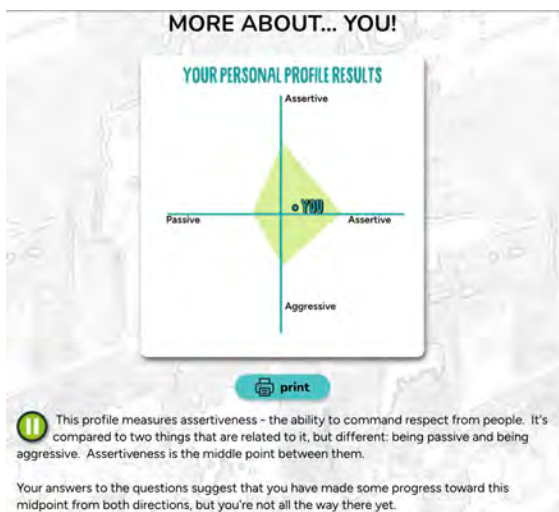 MORE ABOUT... YOU!
YOUR PERSONAL PROFILE RESULTS
Assertive
YOU
Passive
Assertive
Aggressive
print
This profile measures assertiveness - the ability to command respect from people. It's
compared to two things that are related to it, but different: being passive and being
aggressive. Assertiveness is the middle point between them.
Your answers to the questions suggest that you have made some progress toward this
midpoint from both directions, but you're not all the way there yet.